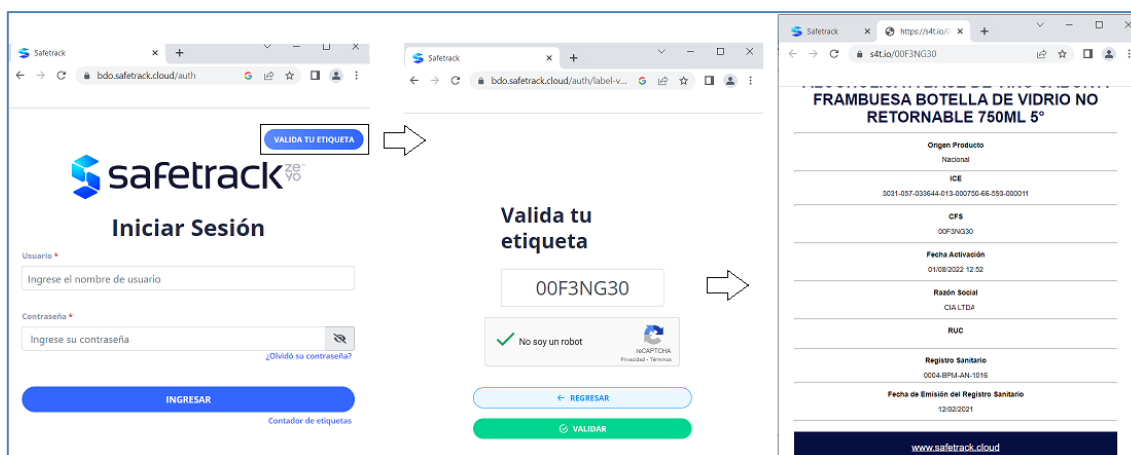 Safetrack
bdo.safetrack.cloud/auth
VALIDA TU ETIQUETA
safetrack ze yo
Iniciar Sesión
Usuario *
Ingrese el nombre de usuario
Contraseña *
Ingrese su contraseña
¿Olvidó su contraseña?
INGRESAR
Contador de etiquetas
Safetrack
bdo.safetrack.cloud/auth/label-v...
Valida tu
etiqueta
00F3NG30
No soy un robot
reCAPTCHA
Privacidad - Términos
REGRESAR
VALIDAR
Safetrack
https://s4t.io/
s4t.io/00F3NG30
FRAMBUESA BOTELLA DE VIDRIO NO
RETORNABLE 750ML 5°
Origen Producto
Nacional
ICE
3031-057-033644-013-000750-66-593-000011
CFS
00F3NG30
Fecha Activación
01/08/2022 12:52
Razón Social
CIA LTDA
RUC
Registro Sanitario
0004-BPM-AN-1016
Fecha de Emisión del Registro Sanitario
12/02/2021
www.safetrack.cloud